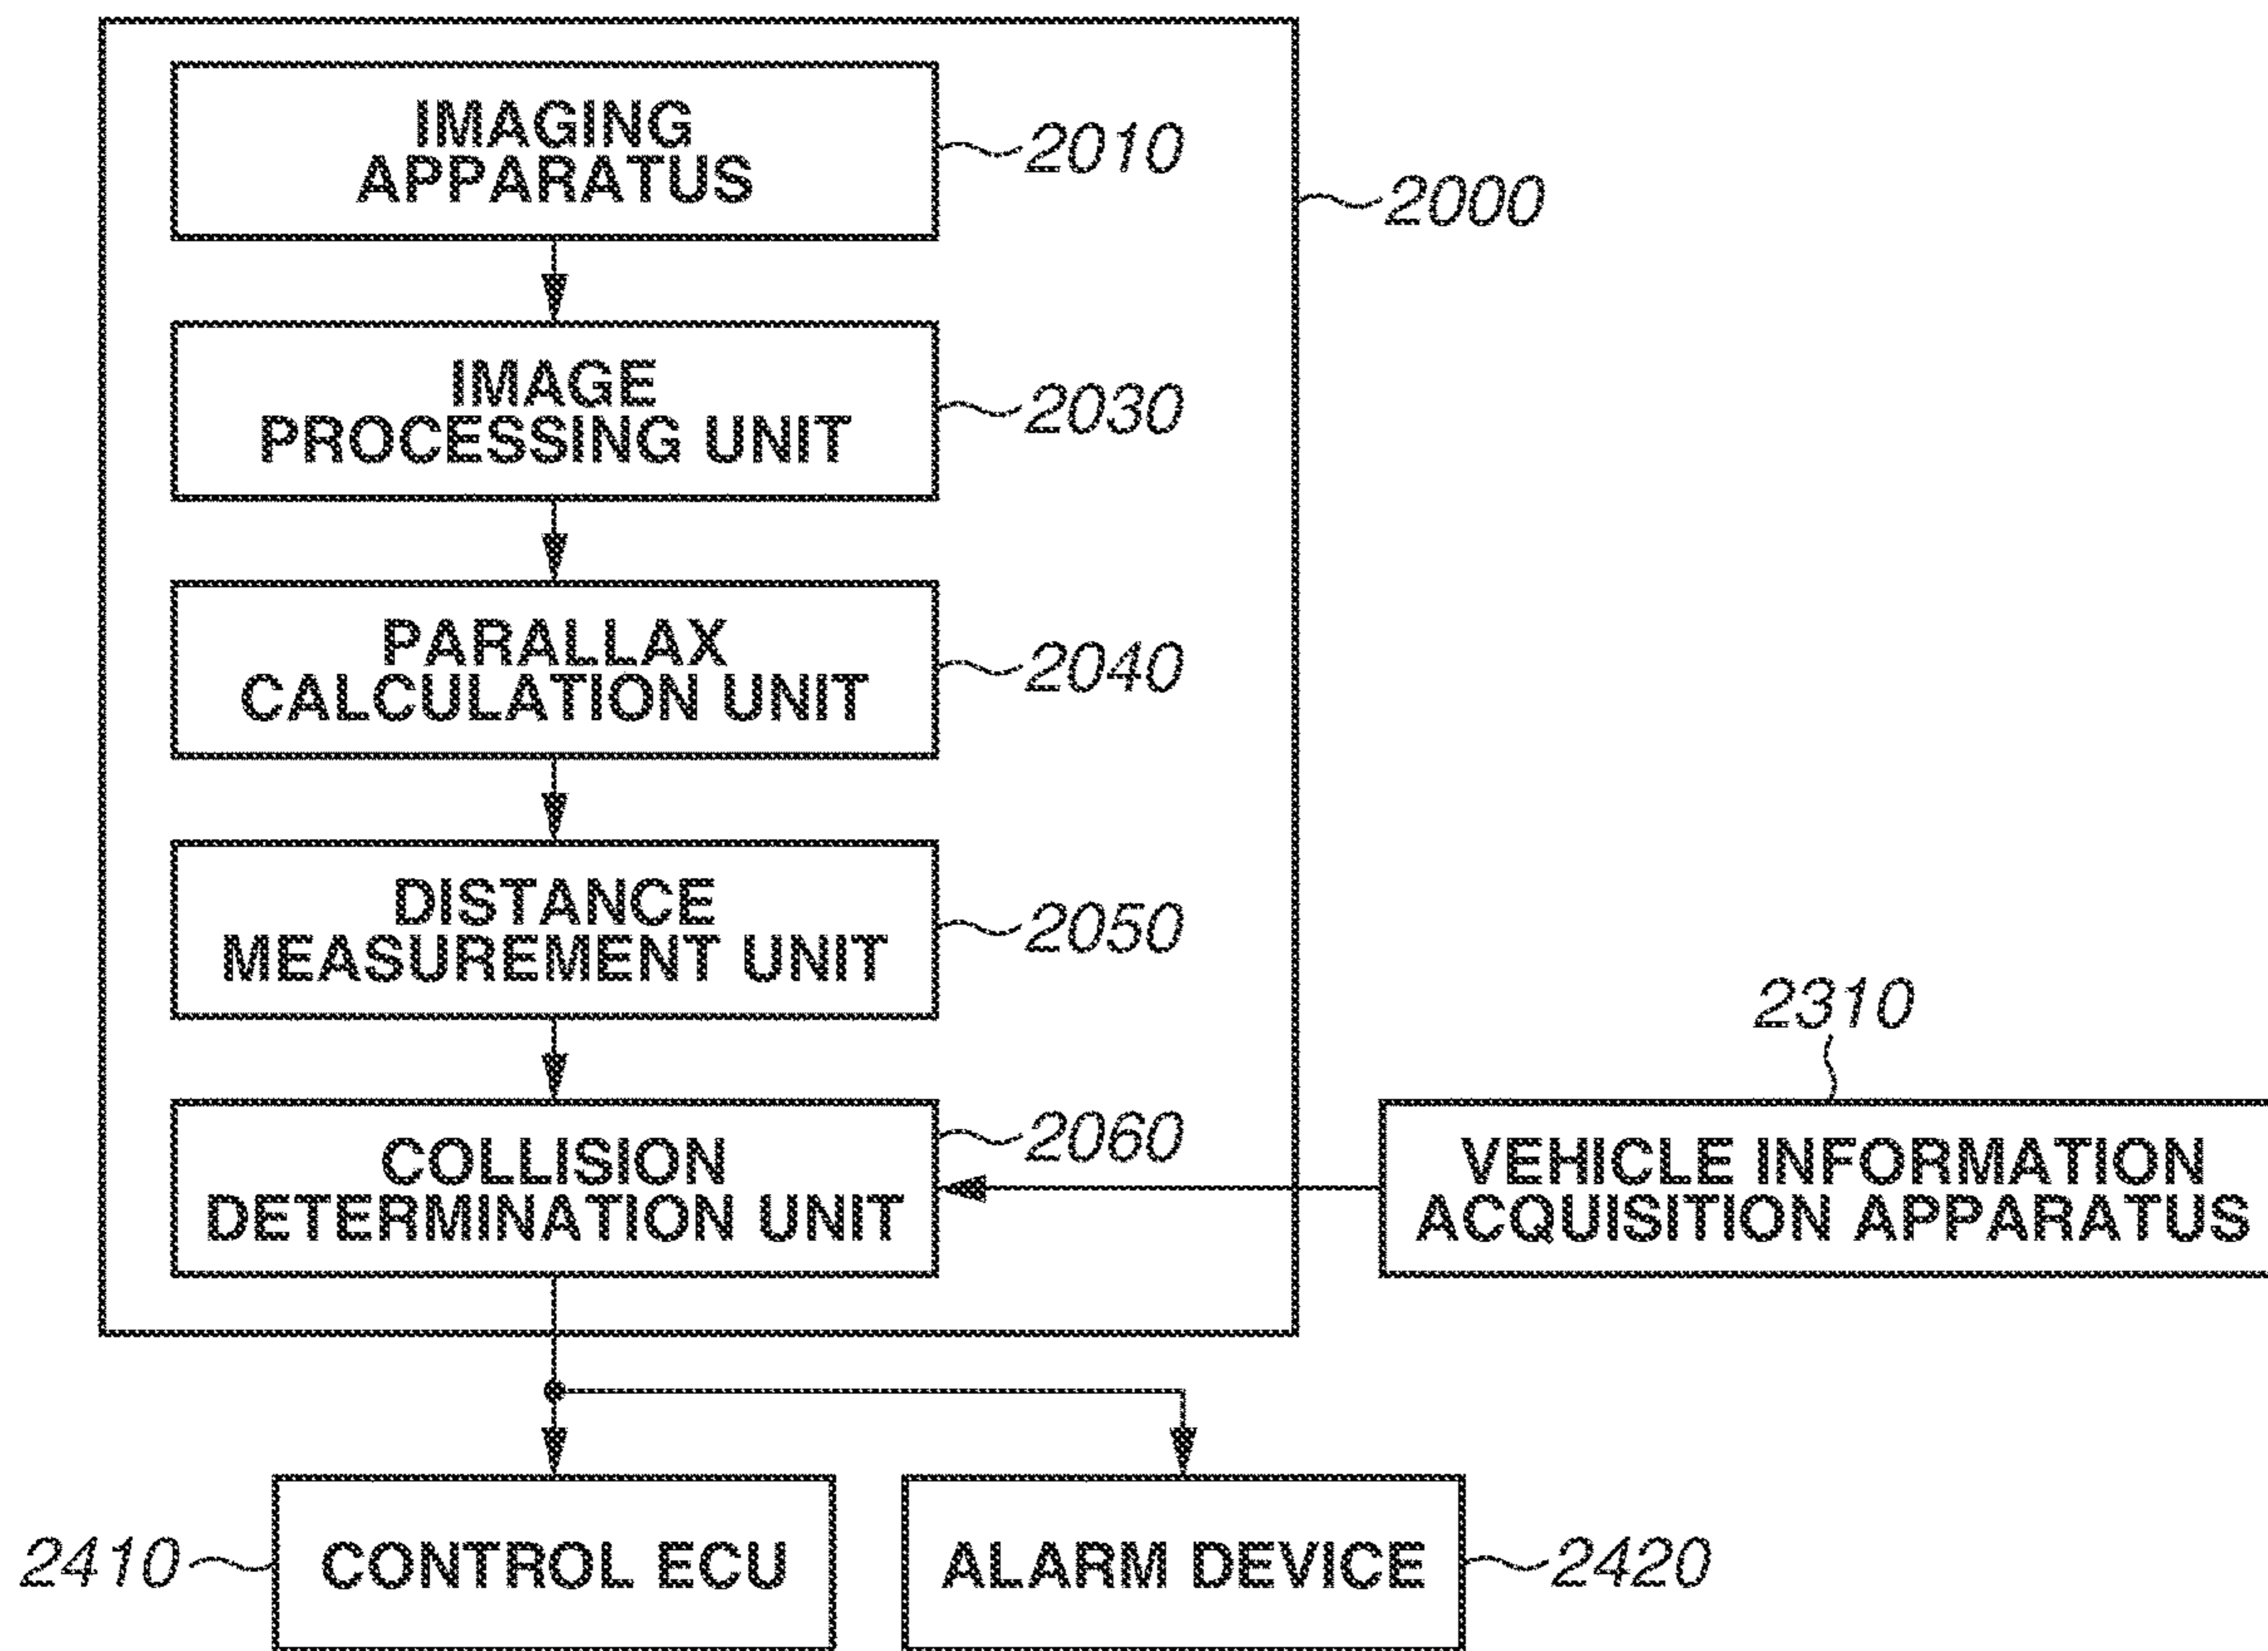 IMAGING
APPARATUS
2010
2000
IMAGE
PROCESSING UNIT
2030
PARALLAX
CALCULATION UNIT
2040
DISTANCE
MEASUREMENT UNIT
2050
2310
COLLISION
DETERMINATION UNIT
2060
VEHICLE INFORMATION
ACQUISITION APPARATUS
2410
CONTROL ECU
ALARM DEVICE
2420